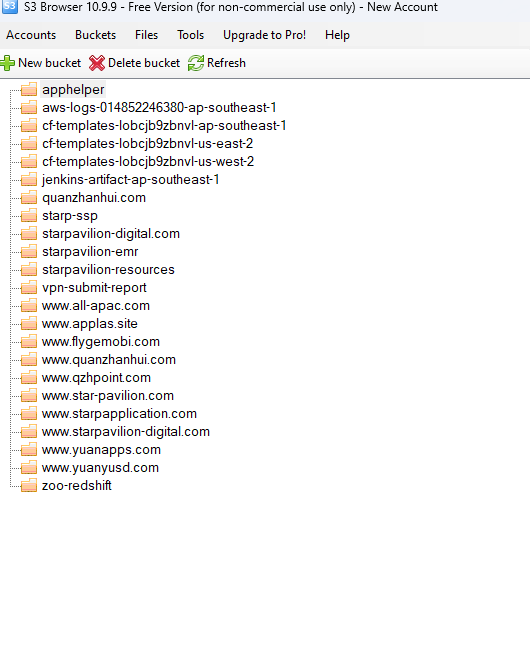 S3 Browser 10.9.9 - Free Version (for non-commercial use only) - New Account
Accounts Buckets Files Tools Upgrade to Pro! Help
New bucket Delete bucket Refresh
apphelper
aws-logs-014852246380-ap-southeast-1
cf-templates-lobcjb9zbnvl-ap-southeast-1
cf-templates-lobcjb9zbnvl-us-east-2
cf-templates-lobcjb9zbnvl-us-west-2
jenkins-artifact-ap-southeast-1
quanzhanhui.com
starp-ssp
starpavilion-digital.com
starpavilion-emr
starpavilion-resources
vpn-submit-report
www.all-apac.com
www.applas.site
www.flygemobi.com
www.quanzhanhui.com
www.qzhpoint.com
www.star-pavilion.com
www.starpapplication.com
www.starpavilion-digital.com
www.yuanapps.com
www.yuanyusd.com
zoo-redshift